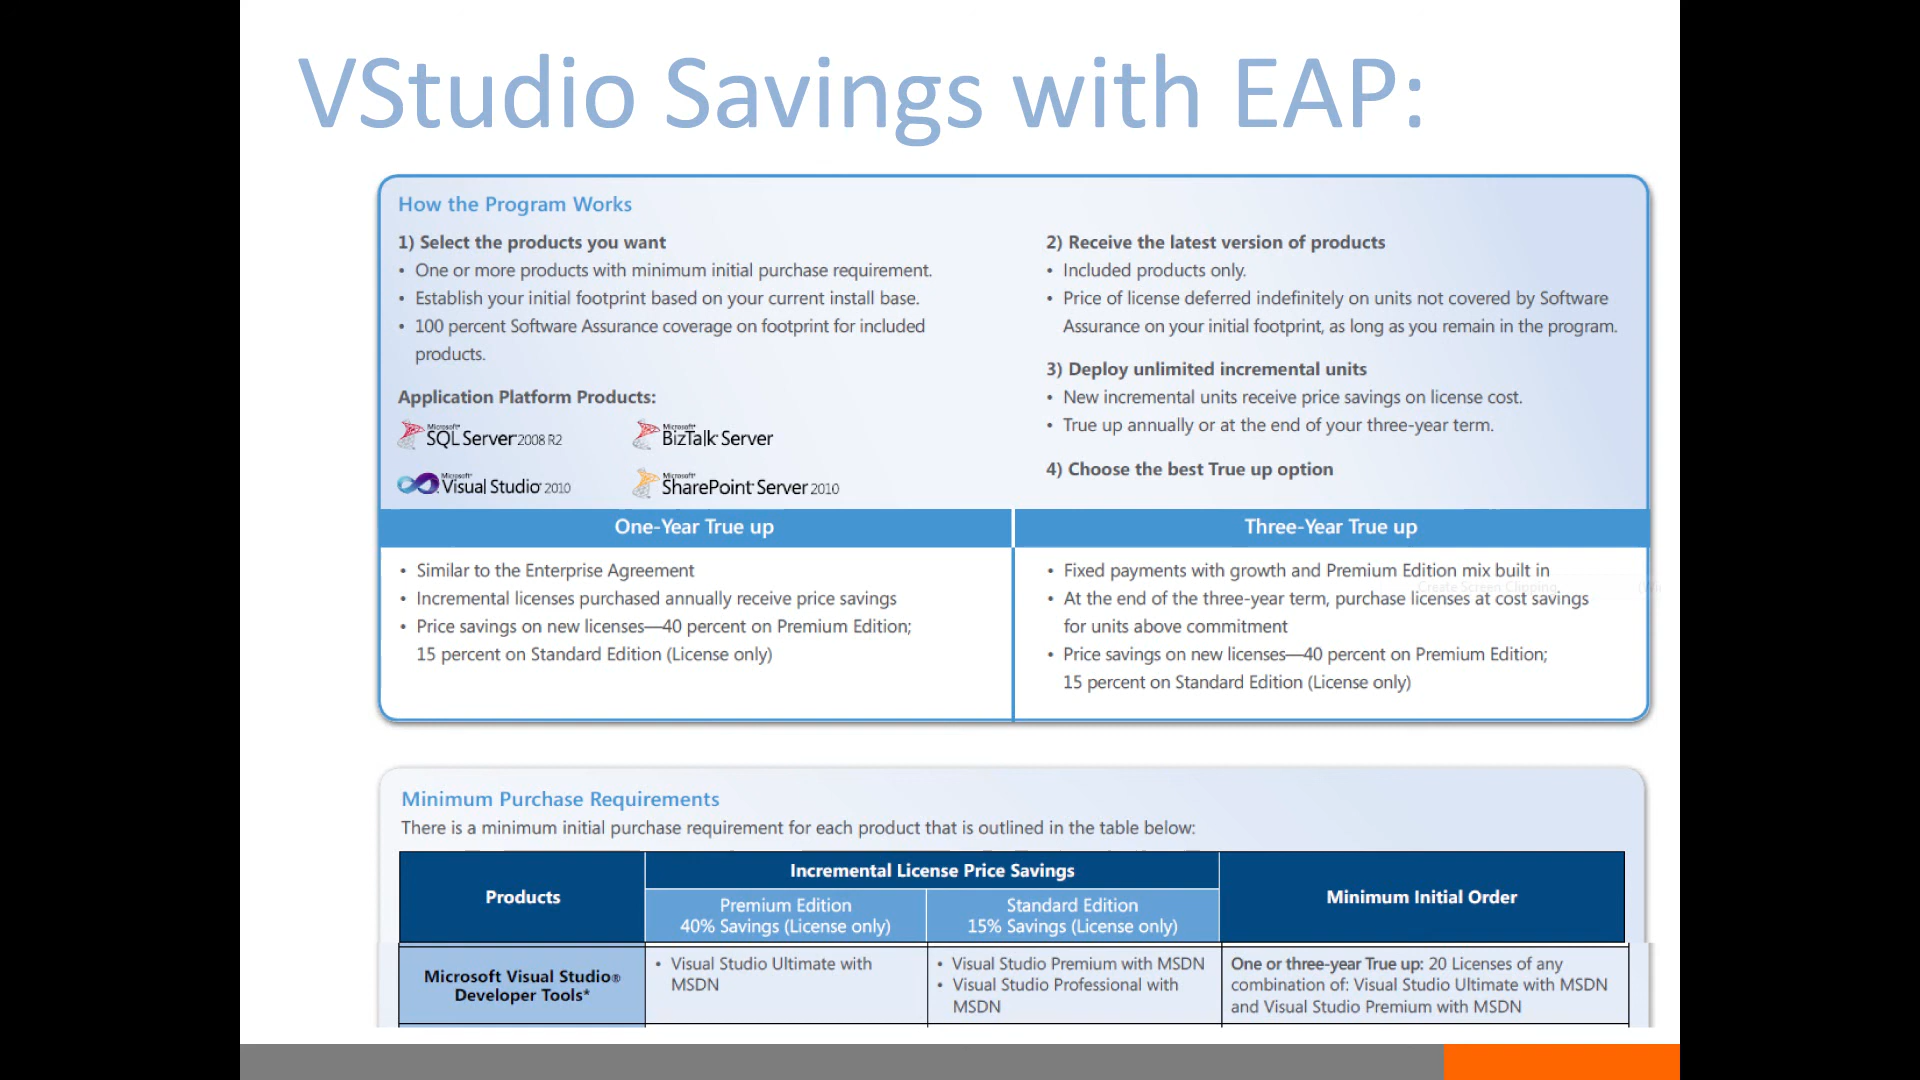 VStudio Savings with EAP:
How the Program Works
1) Select the products you want
• One or more products with minimum initial purchase requirement.
• Establish your initial footprint based on your current install base.
• 100 percent Software Assurance coverage on footprint for included
products.
Application Platform Products:
Microsoft®
SQL Server® 2008 R2
Microsoft®
BizTalk® Server
Microsoft®
Visual Studio® 2010
Microsoft®
SharePoint® Server 2010
2) Receive the latest version of products
• Included products only.
• Price of license deferred indefinitely on units not covered by Software
Assurance on your initial footprint, as long as you remain in the program.
3) Deploy unlimited incremental units
• New incremental units receive price savings on license cost.
• True up annually or at the end of your three-year term.
4) Choose the best True up option
One-Year True up
• Similar to the Enterprise Agreement
• Incremental licenses purchased annually receive price savings
• Price savings on new licenses—40 percent on Premium Edition;
15 percent on Standard Edition (License only)
Three-Year True up
• Fixed payments with growth and Premium Edition mix built in
Create Screen Clipping
• At the end of the three-year term, purchase licenses at cost savings
for units above commitment
• Price savings on new licenses—40 percent on Premium Edition;
15 percent on Standard Edition (License only)
Minimum Purchase Requirements
There is a minimum initial purchase requirement for each product that is outlined in the table below:
Products
Incremental License Price Savings
Premium Edition
40% Savings (License only)
Standard Edition
15% Savings (License only)
Minimum Initial Order
Microsoft Visual Studio®
Developer Tools*
• Visual Studio Ultimate with
MSDN
• Visual Studio Premium with MSDN
• Visual Studio Professional with
MSDN
One or three-year True up: 20 Licenses of any
combination of: Visual Studio Ultimate with MSDN
and Visual Studio Premium with MSDN